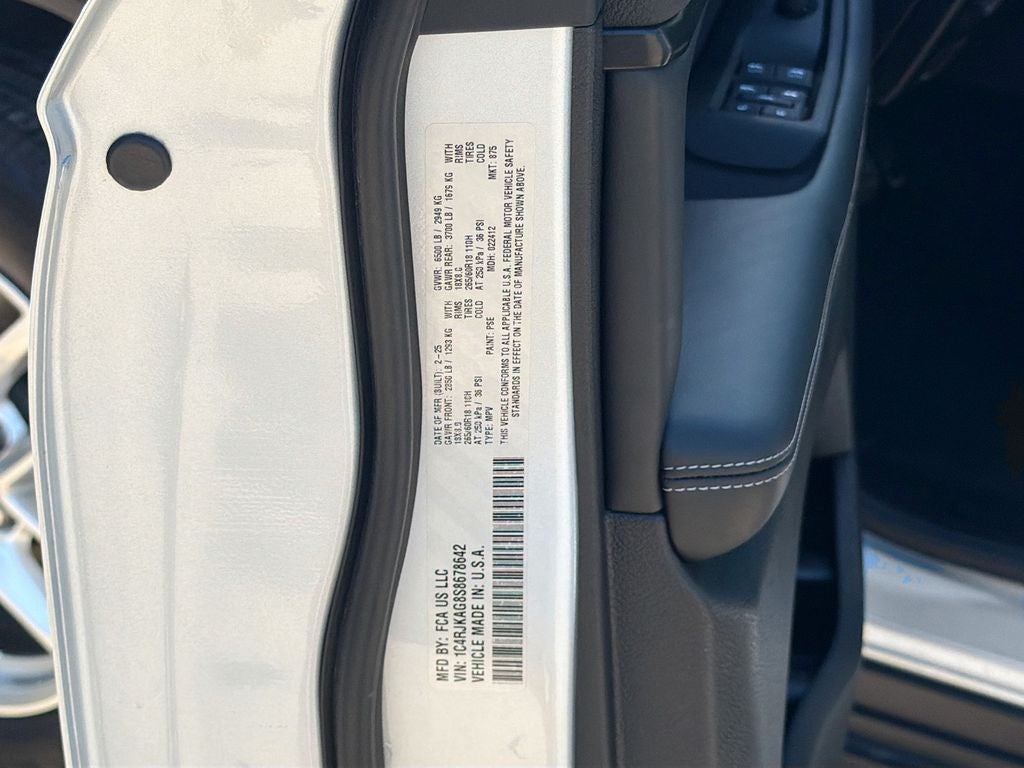 MFD BY: FCA US LLC
VIN: 1C4RJKAG8S8678642
VEHICLE MADE IN: U.S.A.
DATE OF MFR (BUILT): 2-25
GAWR FRONT: 2850 LB / 1293 KG WITH
18X8.0 RIMS
265/60R18 110H TIRES
AT 250 kPa / 36 PSI COLD
TYPE: MPV PAINT: PSE
GVWR: 6500 LB / 2949 KG
GAWR REAR: 3700 LB / 1679 KG WITH
18X8.0 RIMS
265/60R18 110H TIRES
AT 250 kPa / 36 PSI COLD
MDH: 022412 MKT: 875
THIS VEHICLE CONFORMS TO ALL APPLICABLE U.S.A. FEDERAL MOTOR VEHICLE SAFETY
STANDARDS IN EFFECT ON THE DATE OF MANUFACTURE SHOWN ABOVE.